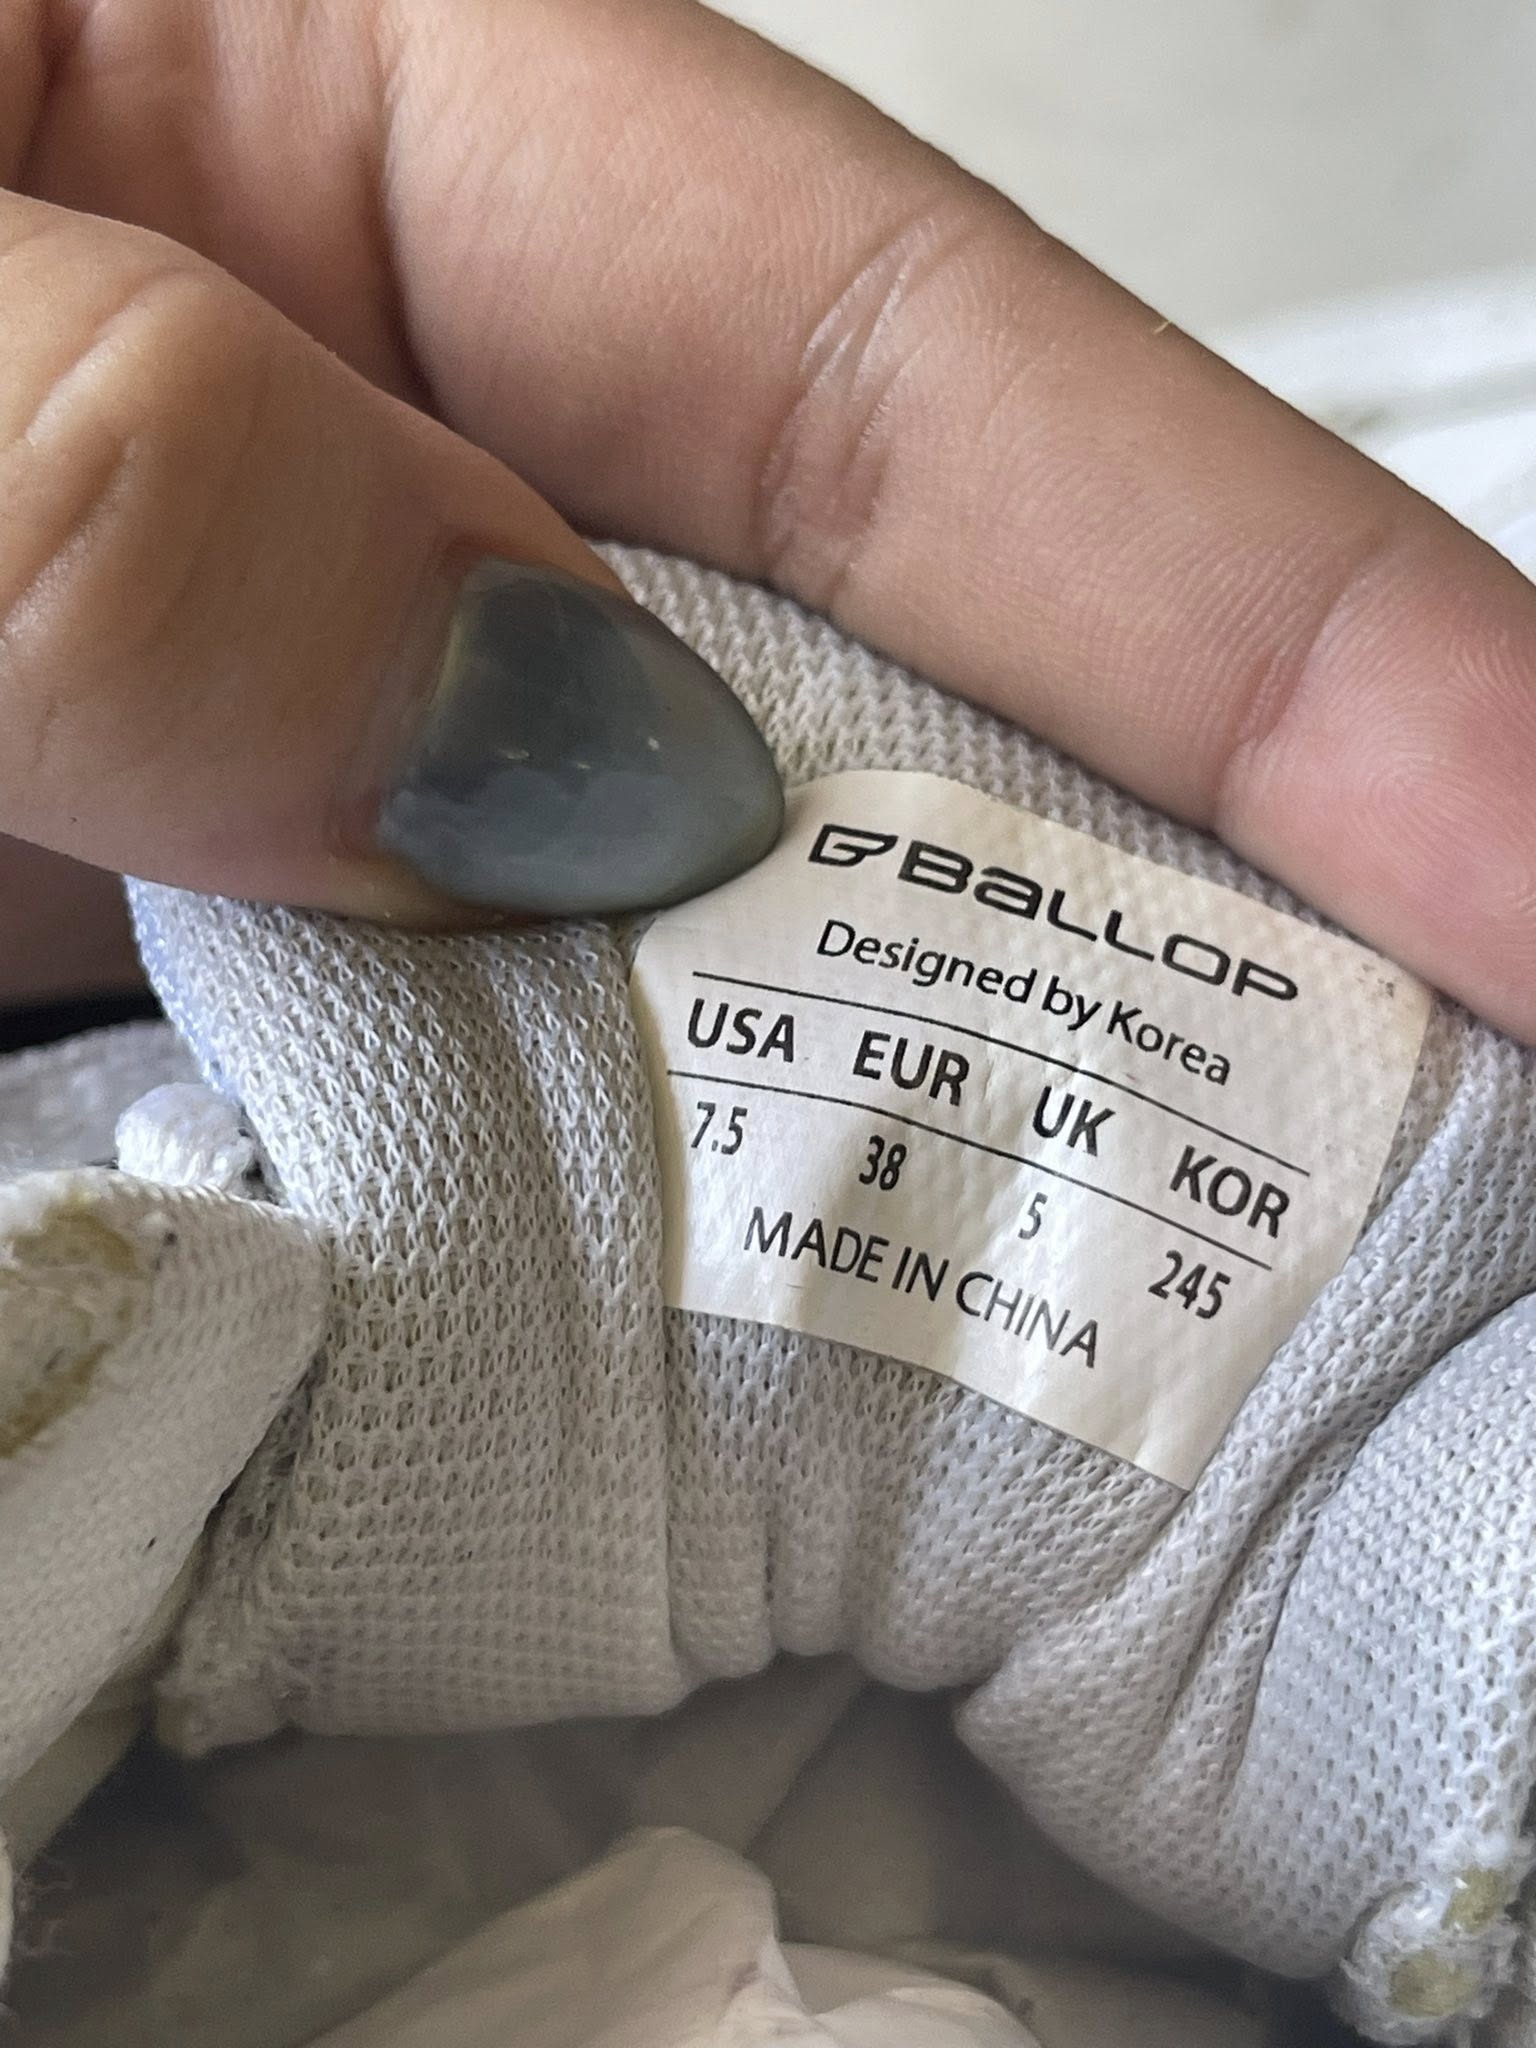 BALLOP
Designed by Korea
USA EUR UK KOR
7.5 38 5 245
MADE IN CHINA